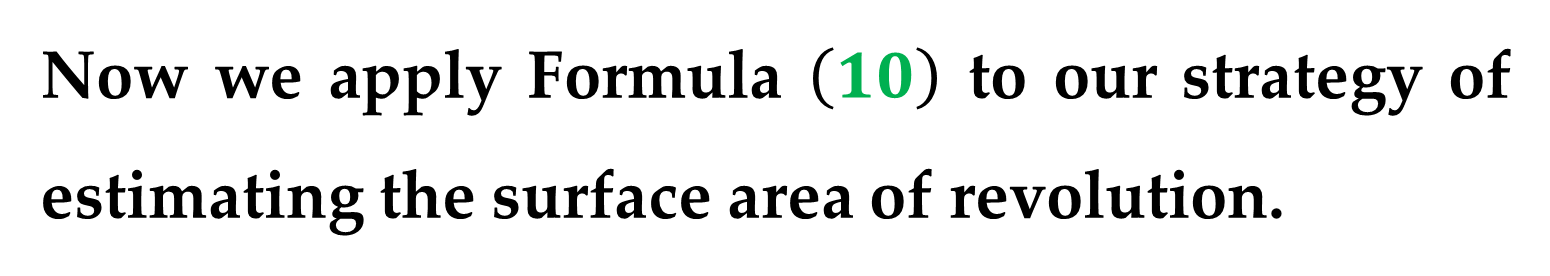 Now we apply Formula (10) to our strategy of
estimating the surface area of revolution.